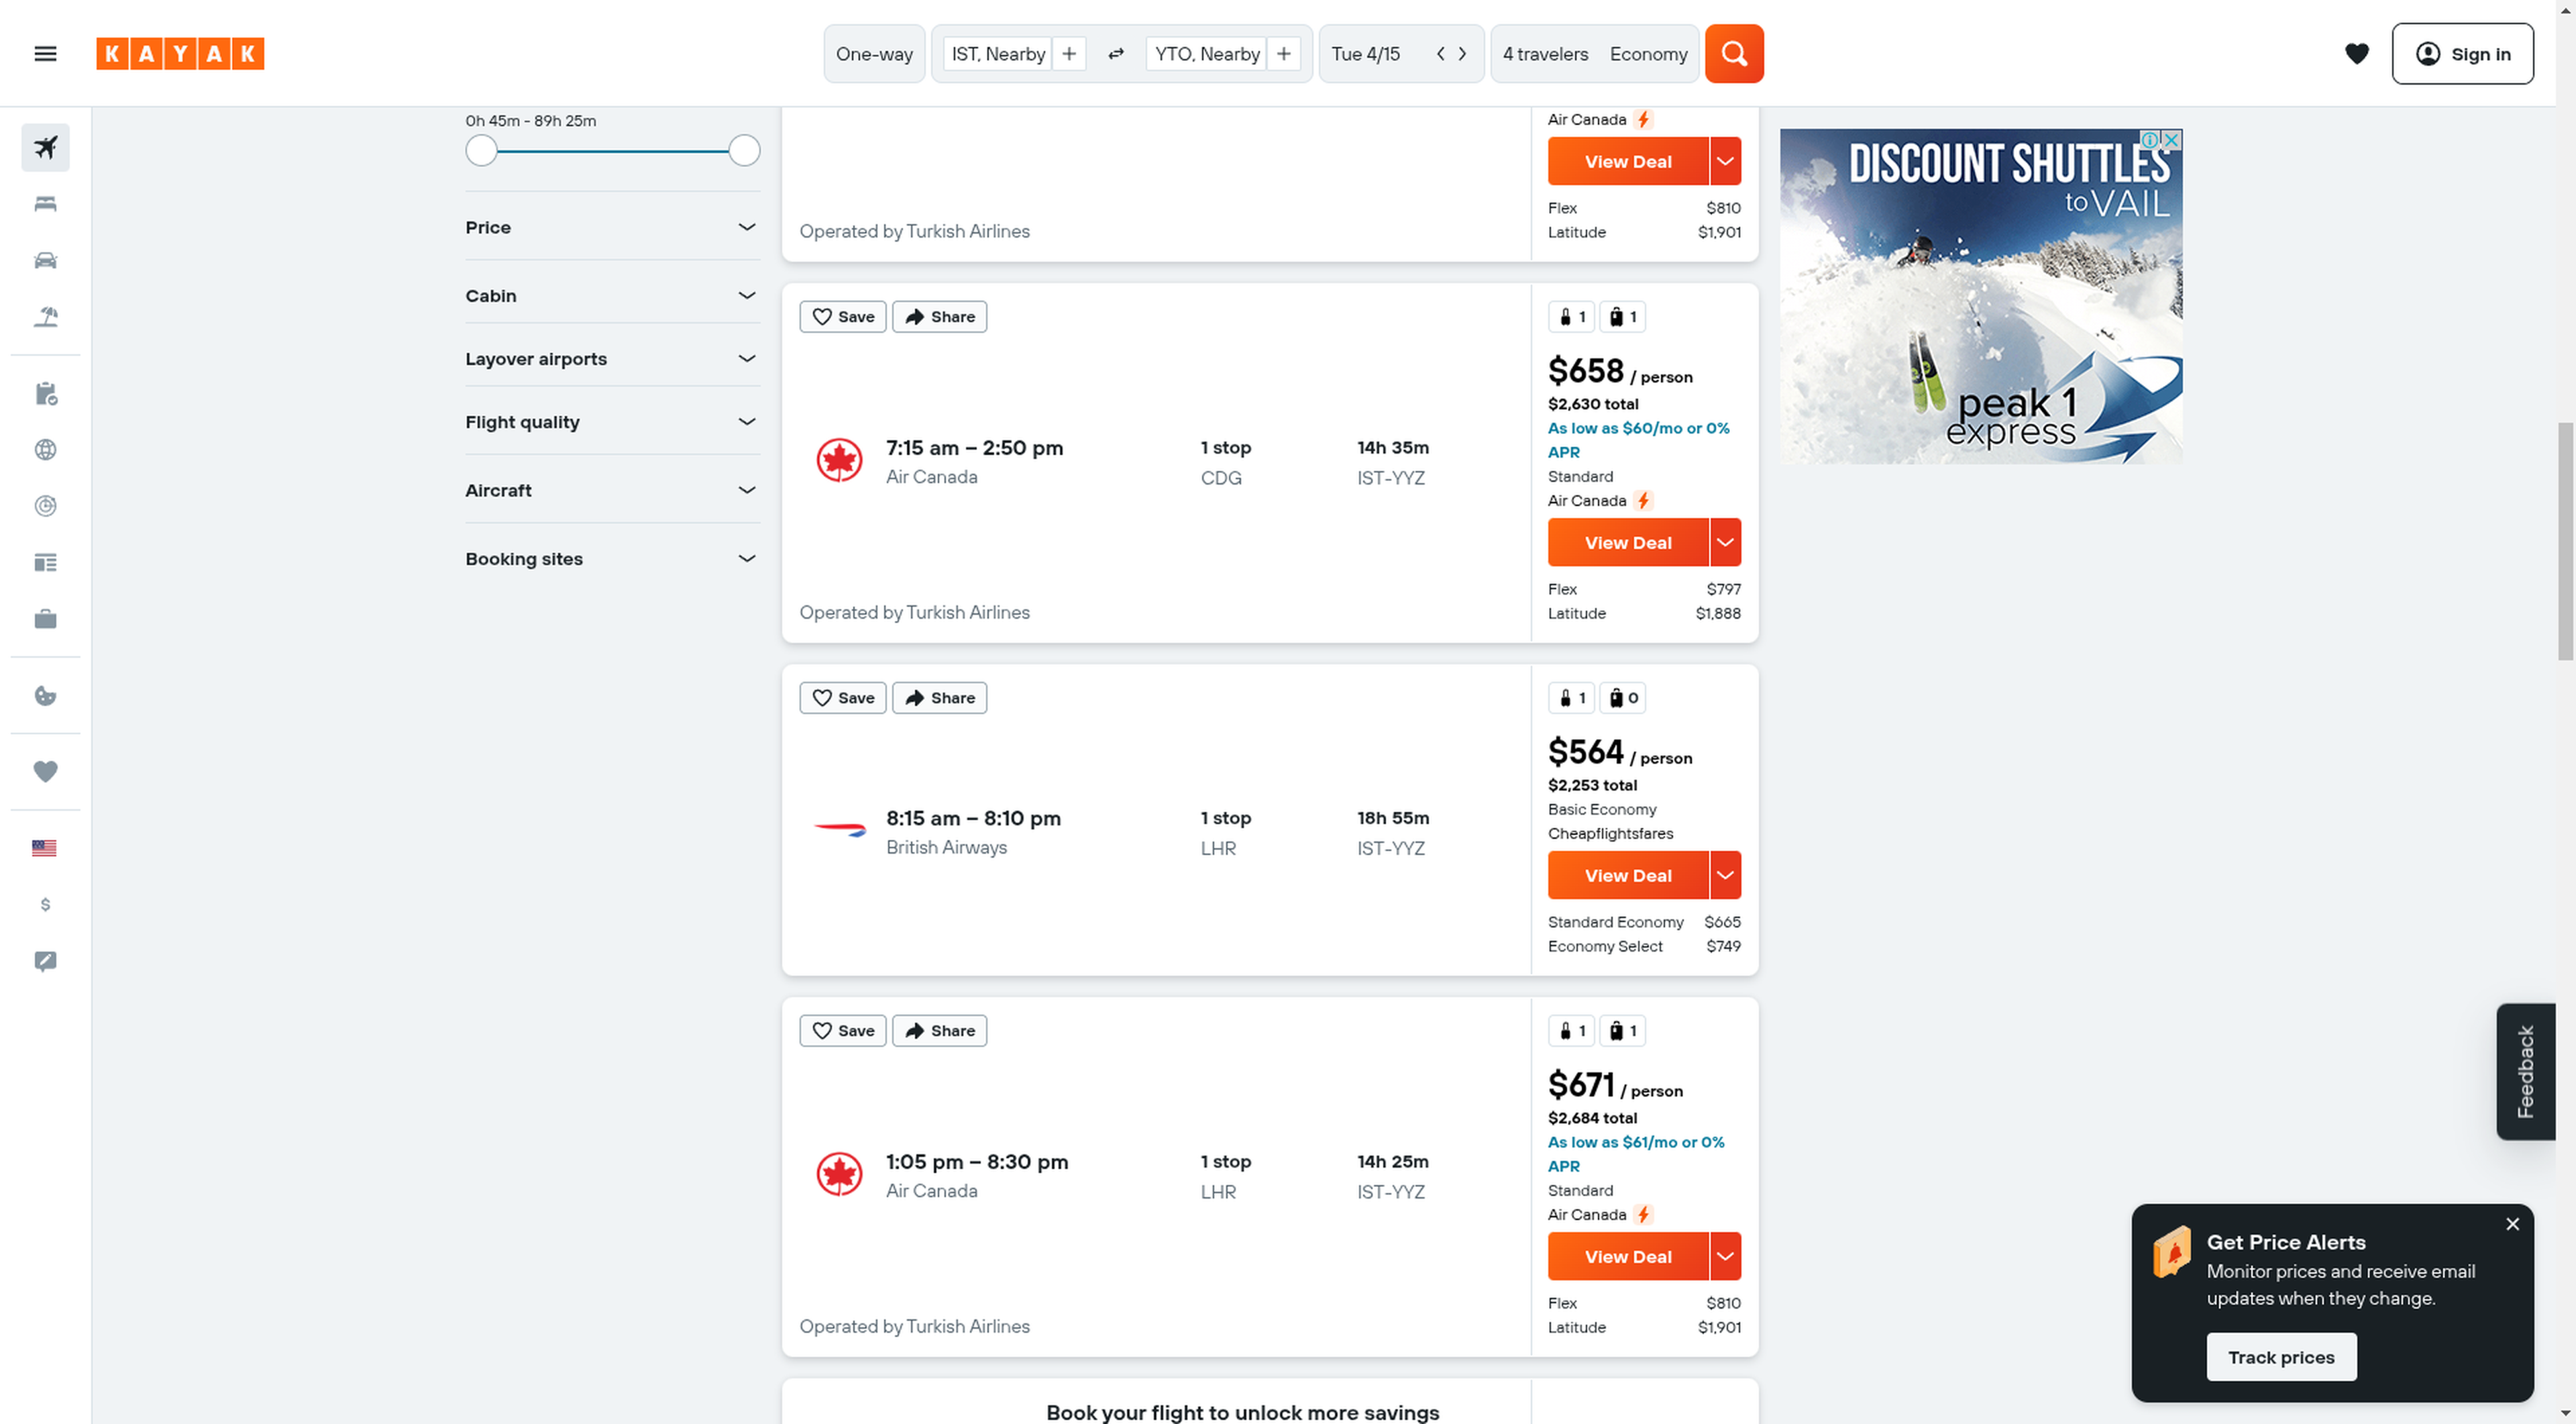 KAYAK
One-way
IST, Nearby
YTO, Nearby
Tue 4/15
4 travelers Economy
Sign in
0h 45m - 89h 25m
Price
Cabin
Layover airports
Flight quality
Aircraft
Booking sites
$
Operated by Turkish Airlines
Air Canada
View Deal
Flex $810
Latitude $1,901
Save Share
7:15 am – 2:50 pm
Air Canada
1 stop
CDG
14h 35m
IST-YYZ
Operated by Turkish Airlines
1 1
$658 / person
$2,630 total
As low as $60/mo or 0%
APR
Standard
Air Canada
View Deal
Flex $797
Latitude $1,888
Save Share
8:15 am – 8:10 pm
British Airways
1 stop
LHR
18h 55m
IST-YYZ
1 0
$564 / person
$2,253 total
Basic Economy
Cheapflightsfares
View Deal
Standard Economy $665
Economy Select $749
Save Share
1:05 pm – 8:30 pm
Air Canada
1 stop
LHR
14h 25m
IST-YYZ
Operated by Turkish Airlines
1 1
$671 / person
$2,684 total
As low as $61/mo or 0%
APR
Standard
Air Canada
View Deal
Flex $810
Latitude $1,901
Book your flight to unlock more savings
DISCOUNT SHUTTLES
to VAIL
peak 1
express
Feedback
Get Price Alerts
Monitor prices and receive email
updates when they change.
Track prices